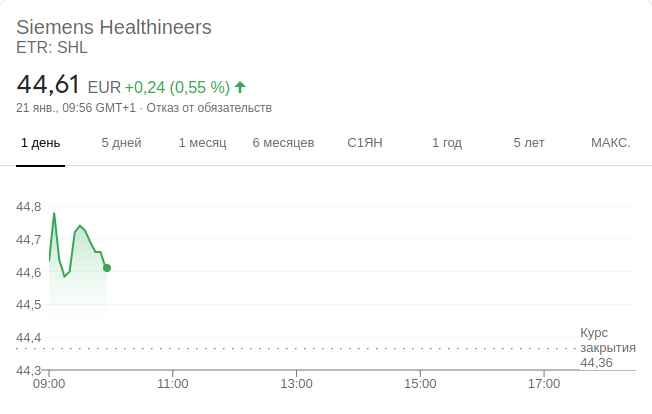 Siemens Healthineers
ETR: SHL
44,61 EUR +0,24 (0,55 %)
21 янв., 09:56 GMT+1 · Отказ от обязательств
1 день 5 дней 1 месяц 6 месяцев С1ЯН 1 год 5 лет МАКС.
44,8
44,7
44,6
44,5
44,4
44,3
Курс
закрытия
44,36
09:00 11:00 13:00 15:00 17:00